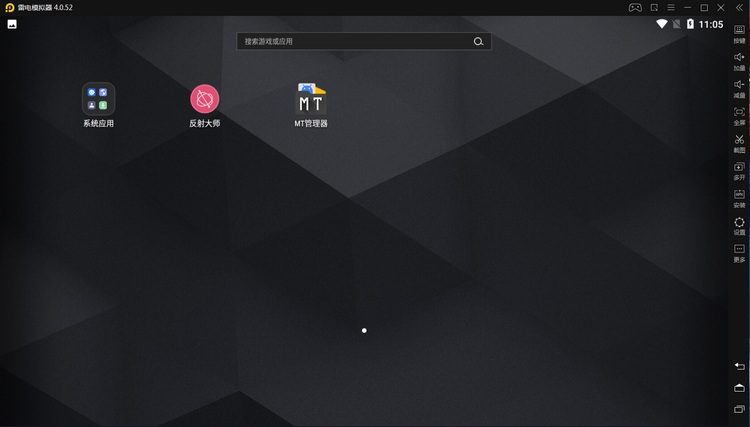 雷电模拟器 4.0.52
11:05
搜索游戏或应用
系统应用
反射大师
MT
MT管理器
按键
加量
减量
全屏
截图
多开
安装
设置
更多